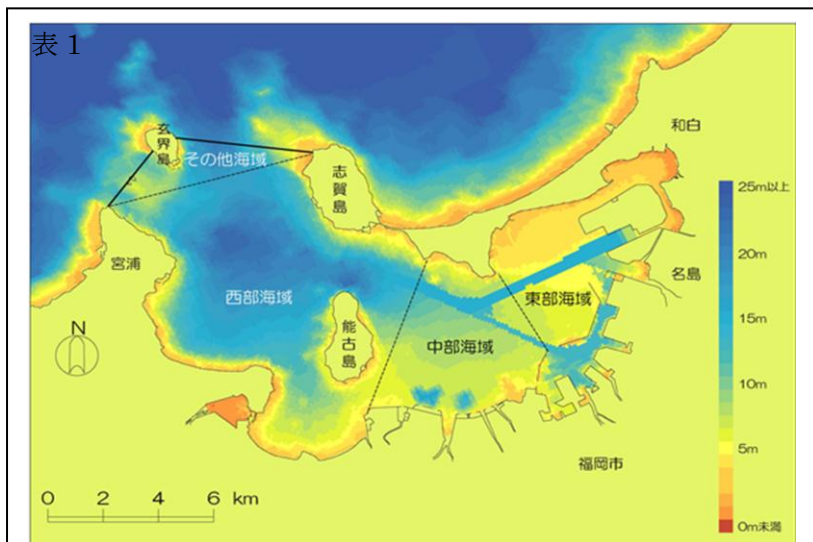 表１
和白
玄界島
その他海域
志賀島
25m以上
宮浦
20m
名島
西部海域
東部海域
15m
N
能古島
中部海域
10m
5m
福岡市
0 2 4 6 km
0m未満